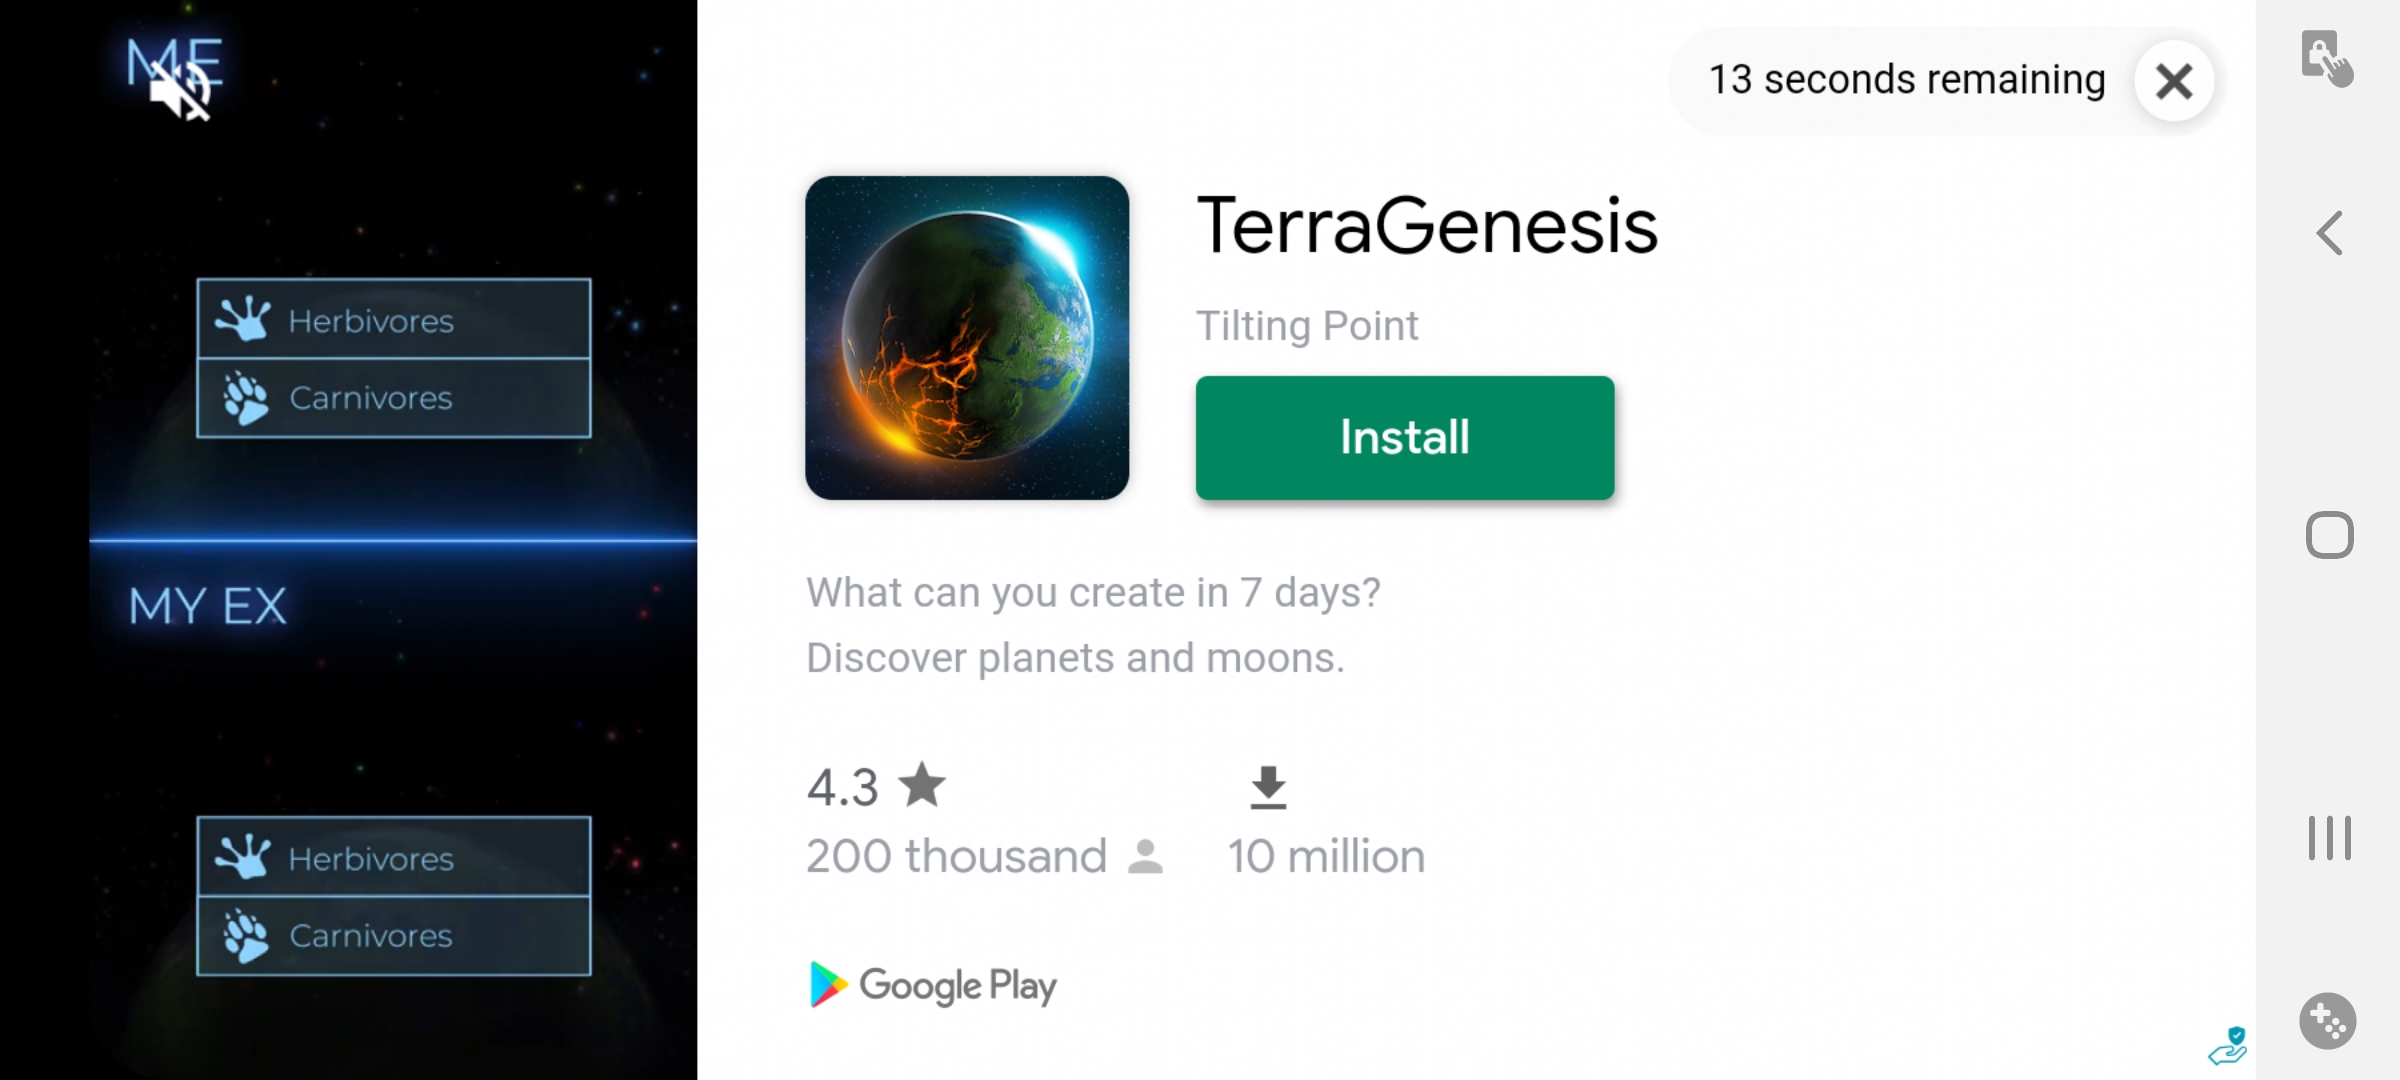 ME
Herbivores
Carnivores
MY EX
Herbivores
Carnivores
13 seconds remaining
TerraGenesis
Tilting Point
Install
What can you create in 7 days?
Discover planets and moons.
4.3
200 thousand
10 million
Google Play